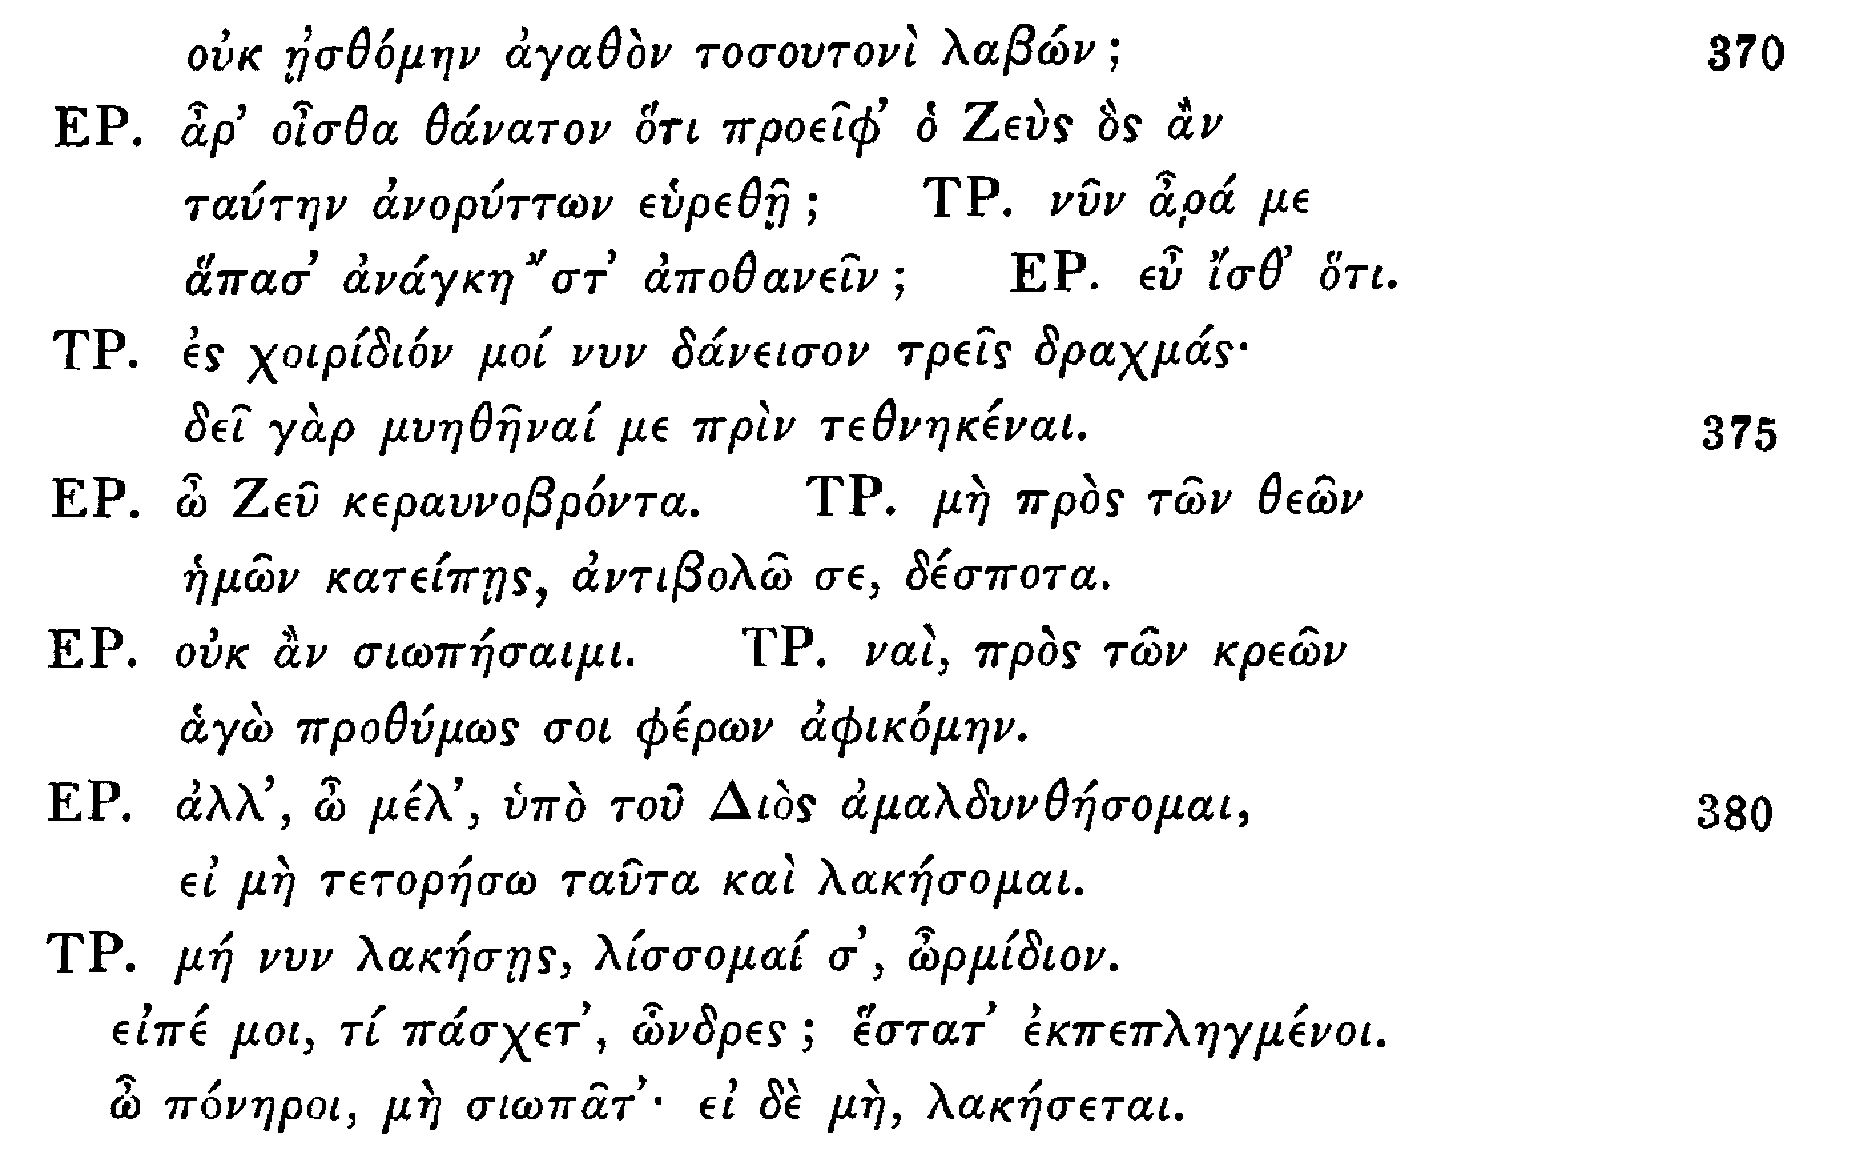 οὐκ ᾐσθόμην ἀγαθὸν τοσουτονὶ λαβών; 370
ΕΡ. ἆρ’ οἶσθα θάνατον ὅτι προεῖφ’ ὁ Ζεὺς ὃς ἂν
ταύτην ἀνορύττων εὑρεθῇ; ΤΡ. νῦν ἆρά με
ἅπασ’ ἀνάγκη ’́στ’ ἀποθανεῖν; ΕΡ. εὖ ἴσθ’ ὅτι.
ΤΡ. ἐς χοιρίδιόν μοί νυν δάνεισον τρεῖς δραχμάς·
δεῖ γὰρ μυηθῆναί με πρὶν τεθνηκέναι. 375
ΕΡ. ὦ Ζεῦ κεραυνοβρόντα. ΤΡ. μὴ πρὸς τῶν θεῶν
ἡμῶν κατείπῃς, ἀντιβολῶ σε, δέσποτα.
ΕΡ. οὐκ ἂν σιωπήσαιμι. ΤΡ. ναὶ, πρὸς τῶν κρεῶν
ἁγὼ προθύμως σοι φέρων ἀφικόμην.
ΕΡ. ἀλλ’, ὦ μέλ’, ὑπὸ τοῦ Διὸς ἀμαλδυνθήσομαι, 380
εἰ μὴ τετορήσω ταῦτα καὶ λακήσομαι.
ΤΡ. μή νυν λακήσῃς, λίσσομαί σ’, ὦρμίδιον.
εἰπέ μοι, τί πάσχετ’, ὦνδρες; ἕστατ’ ἐκπεπληγμένοι.
ὦ πόνηροι, μὴ σιωπᾶτ’· εἰ δὲ μὴ, λακήσεται.